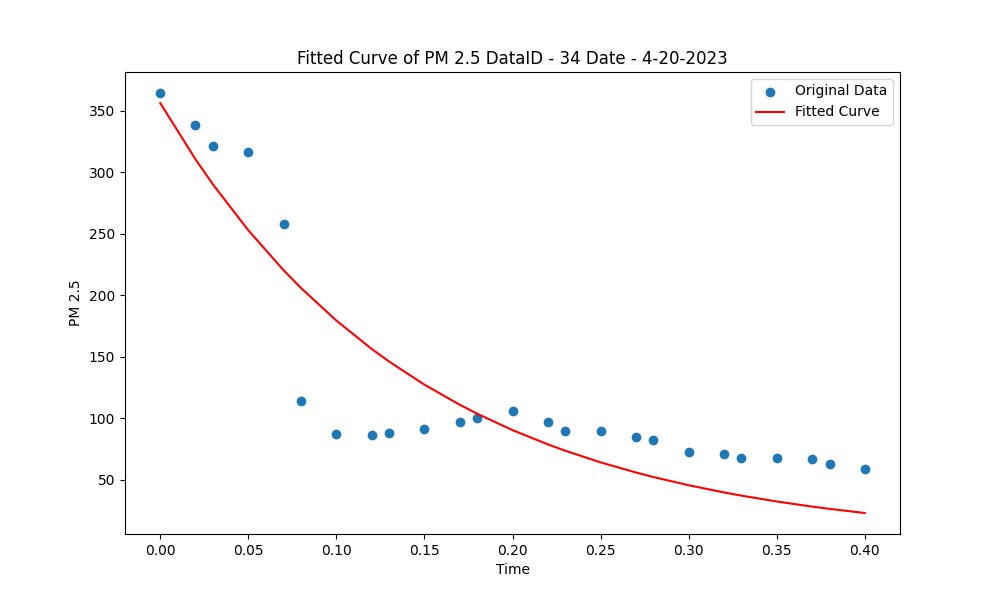 Fitted Curve of PM 2.5 DataID - 34 Date - 4-20-2023
Original Data
Fitted Curve
350
300
250
200
150
100
50
PM 2.5
0.00 0.05 0.10 0.15 0.20 0.25 0.30 0.35 0.40
Time